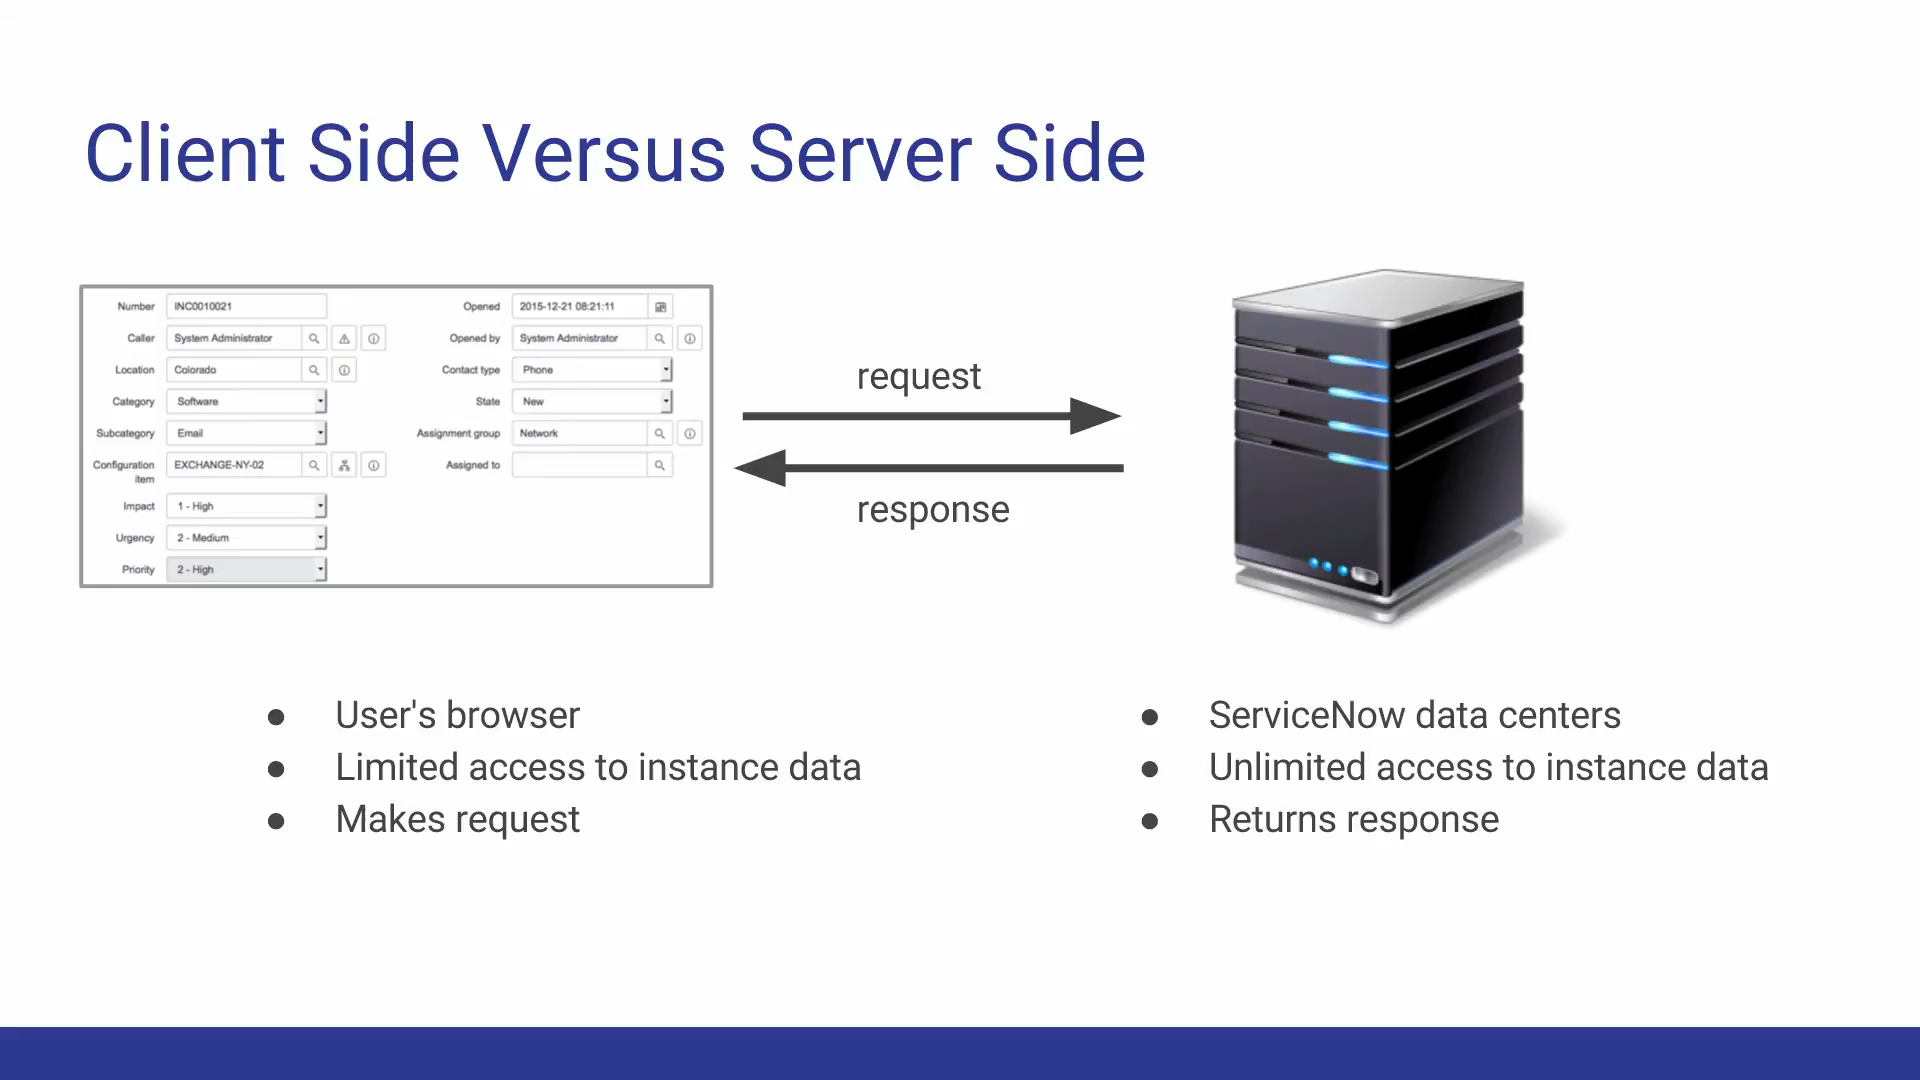 Client Side Versus Server Side
Number INC0010021
Caller System Administrator
Location Colorado
Category Software
Subcategory Email
Configuration item EXCHANGE-NY-02
Impact 1 - High
Urgency 2 - Medium
Priority 2 - High
Opened 2015-12-21 08:21:11
Opened by System Administrator
Contact type Phone
State New
Assignment group Network
Assigned to
request
response
● User's browser
● Limited access to instance data
● Makes request
● ServiceNow data centers
● Unlimited access to instance data
● Returns response